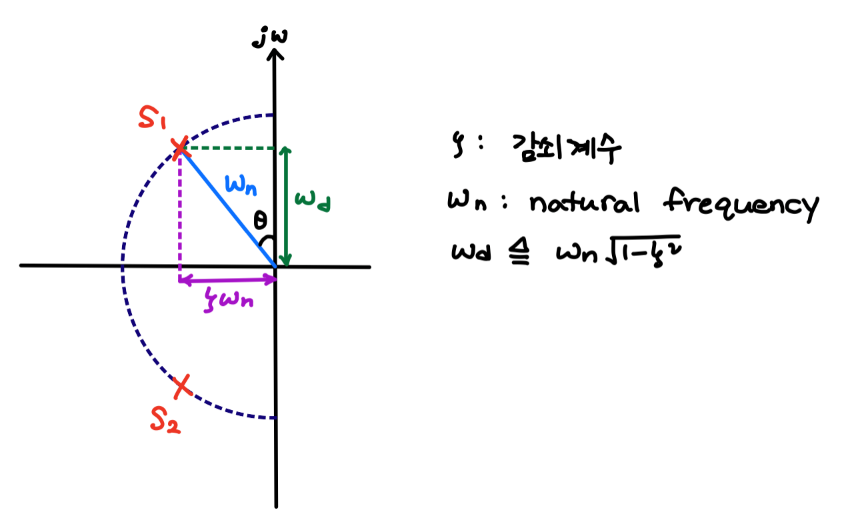 jω
S₁
ωn
ωd
θ
ζωn
S₂
ζ : 감쇠계수
ωn : natural frequency
ωd ≜ ωn√(1-ζ²)